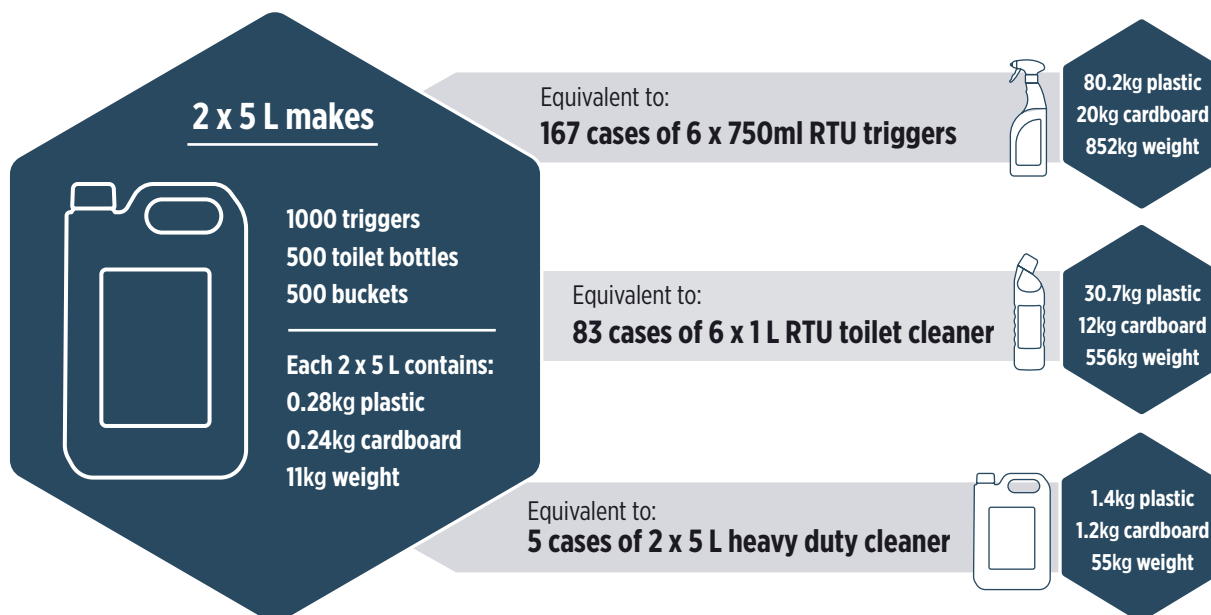 2 x 5 L makes
1000 triggers
500 toilet bottles
500 buckets
Each 2 x 5 L contains:
0.28kg plastic
0.24kg cardboard
11kg weight
Equivalent to:
167 cases of 6 x 750ml RTU triggers
80.2kg plastic
20kg cardboard
852kg weight
Equivalent to:
83 cases of 6 x 1 L RTU toilet cleaner
30.7kg plastic
12kg cardboard
556kg weight
Equivalent to:
5 cases of 2 x 5 L heavy duty cleaner
1.4kg plastic
1.2kg cardboard
55kg weight